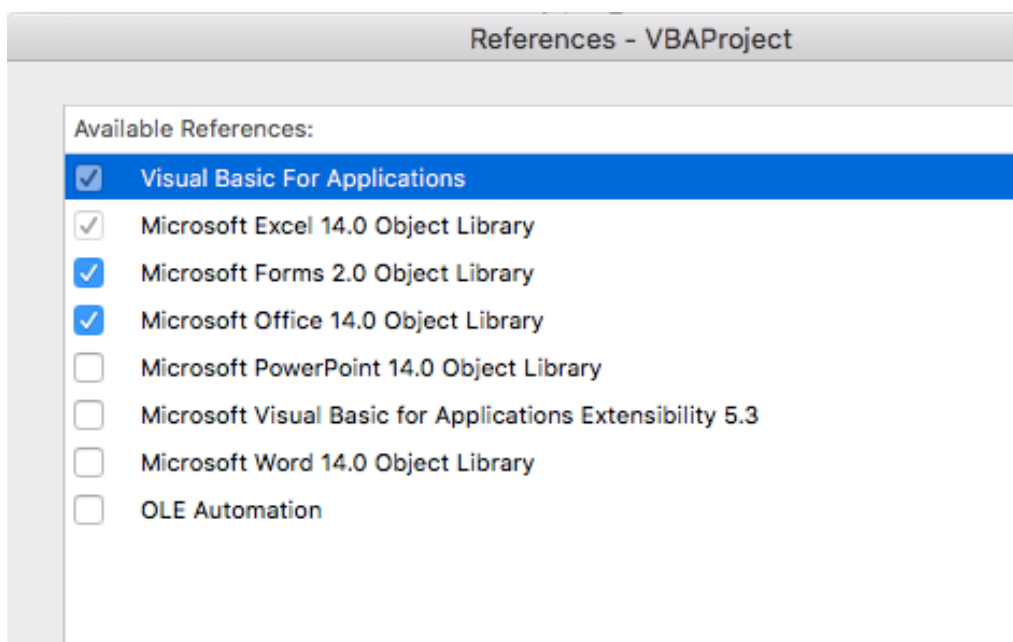 References - VBAProject
Available References:
Visual Basic For Applications
Microsoft Excel 14.0 Object Library
Microsoft Forms 2.0 Object Library
Microsoft Office 14.0 Object Library
Microsoft PowerPoint 14.0 Object Library
Microsoft Visual Basic for Applications Extensibility 5.3
Microsoft Word 14.0 Object Library
OLE Automation